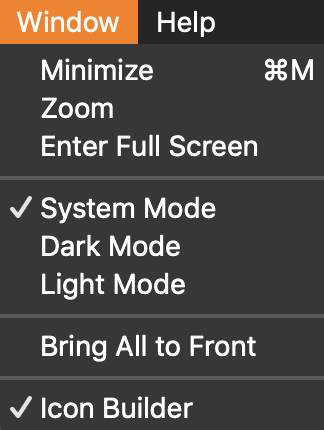 Window Help
Minimize ⌘M
Zoom
Enter Full Screen
✓ System Mode
Dark Mode
Light Mode
Bring All to Front
✓ Icon Builder